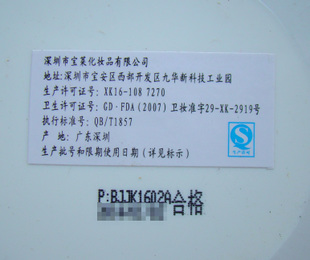 深圳市宝莱化妆品有限公司
地址:深圳市宝安区西部开发区九华新科技工业园
生产许可证号: XK16-108 7270
卫生许可证号: GD·FDA(2007)卫妆准字29-XK-2919号
执行标准号: QB/T1857
产 地: 广东深圳
生产批号和限期使用日期(详见标示)
P:BJJK1602A合格